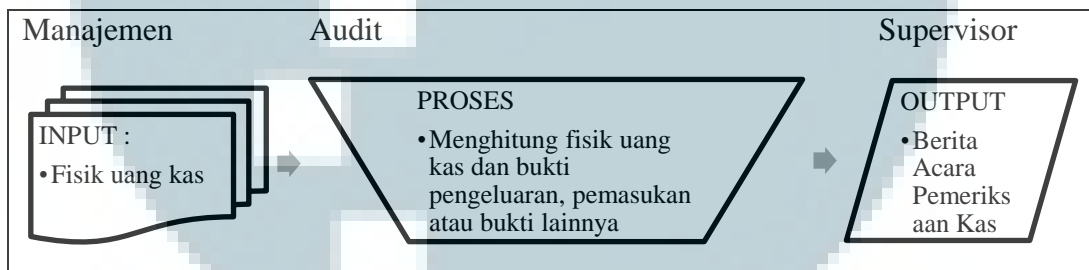 Manajemen
Audit
Supervisor
INPUT :
•Fisik uang kas
PROSES
•Menghitung fisik uang
kas dan bukti
pengeluaran, pemasukan
atau bukti lainnya
OUTPUT
•Berita
Acara
Pemeriks
aan Kas